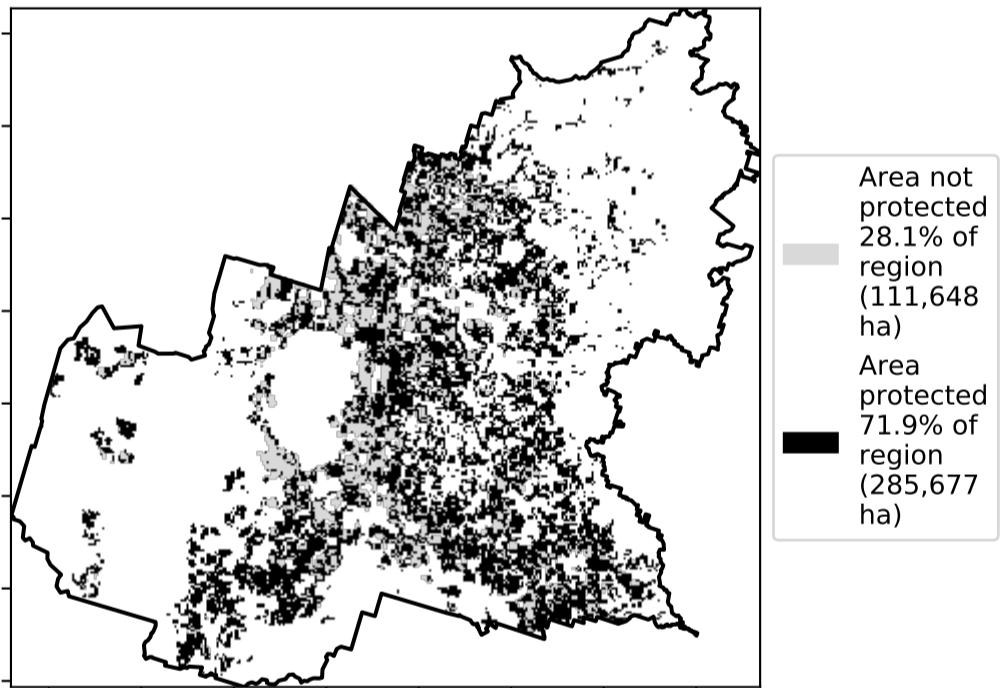 Area not
protected
28.1% of
region
(111,648
ha)
Area
protected
71.9% of
region
(285,677
ha)